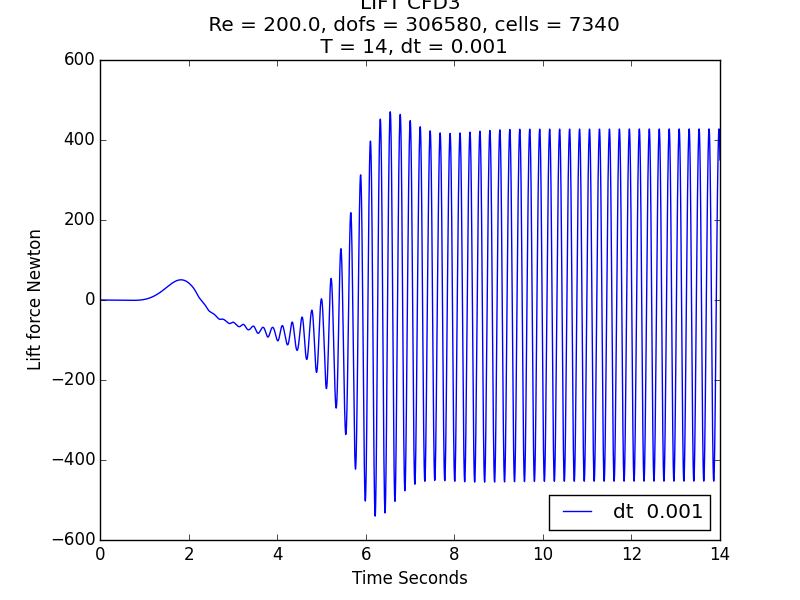 LIFT CFD3
Re = 200.0, dofs = 306580, cells = 7340
T = 14, dt = 0.001
600
400
200
0
−200
−400
−600
Lift force Newton
dt 0.001
0 2 4 6 8 10 12 14
Time Seconds